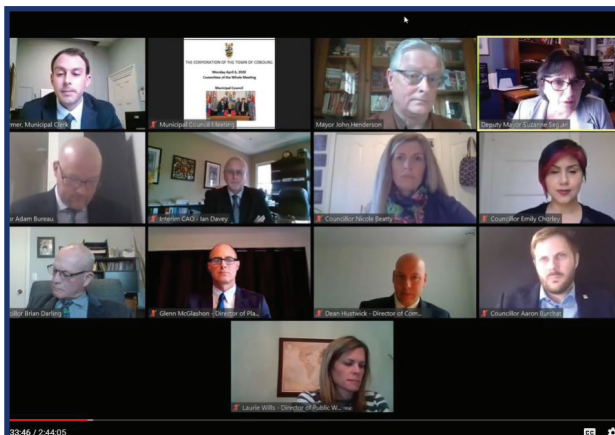 THE CORPORATION OF THE TOWN OF COBOURG
Monday April 6, 2020
Committee of the Whole Meeting
Municipal Council
mer, Municipal Clerk
Municipal Council Meeting
Mayor John Henderson
Deputy Mayor Suzanne Séguin
r Adam Bureau
Interim CAO - Ian Davey
Councillor Nicole Beatty
Councillor Emily Chorley
cillor Brian Darling
Glenn McGlashon - Director of Pla...
Dean Hustwick - Director of Com...
Councillor Aaron Burchat
Laurie Wills - Director of Public W...
33:46 / 2:44:05
CC